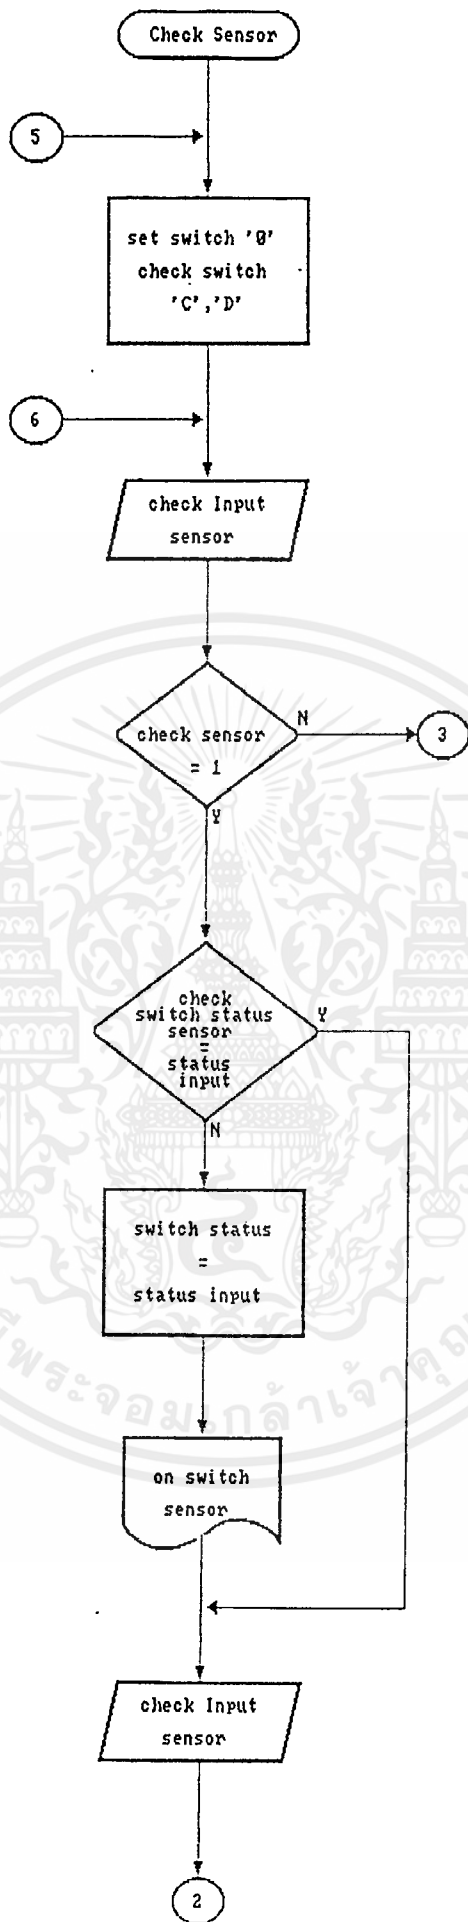 Check Sensor
5
set switch '0'
check switch
'C','D'
6
check Input
sensor
check sensor
= 1
N
3
Y
check
switch status
sensor
=
status
input
Y
N
switch status
=
status input
on switch
sensor
check Input
sensor
2